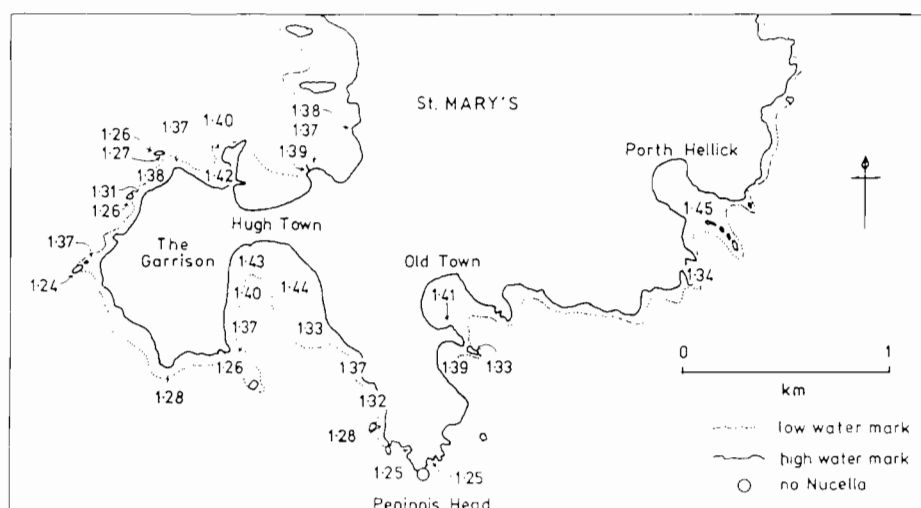 St. MARY'S
1·38
1·37
1·40
1·37
1·26
1·27
1·39
1·38
1·42
Porth Hellick
1·31
1·26
1·45
Hugh Town
1·37
The
Garrison
1·43
Old Town
1·24
1·40
1·44
1·41
1·34
1·37
1·33
1·26
1·37
1·39
1·33
0
1
km
1·28
1·32
1·28
low water mark
high water mark
1·25
1·25
no Nucella
Peninnis Head